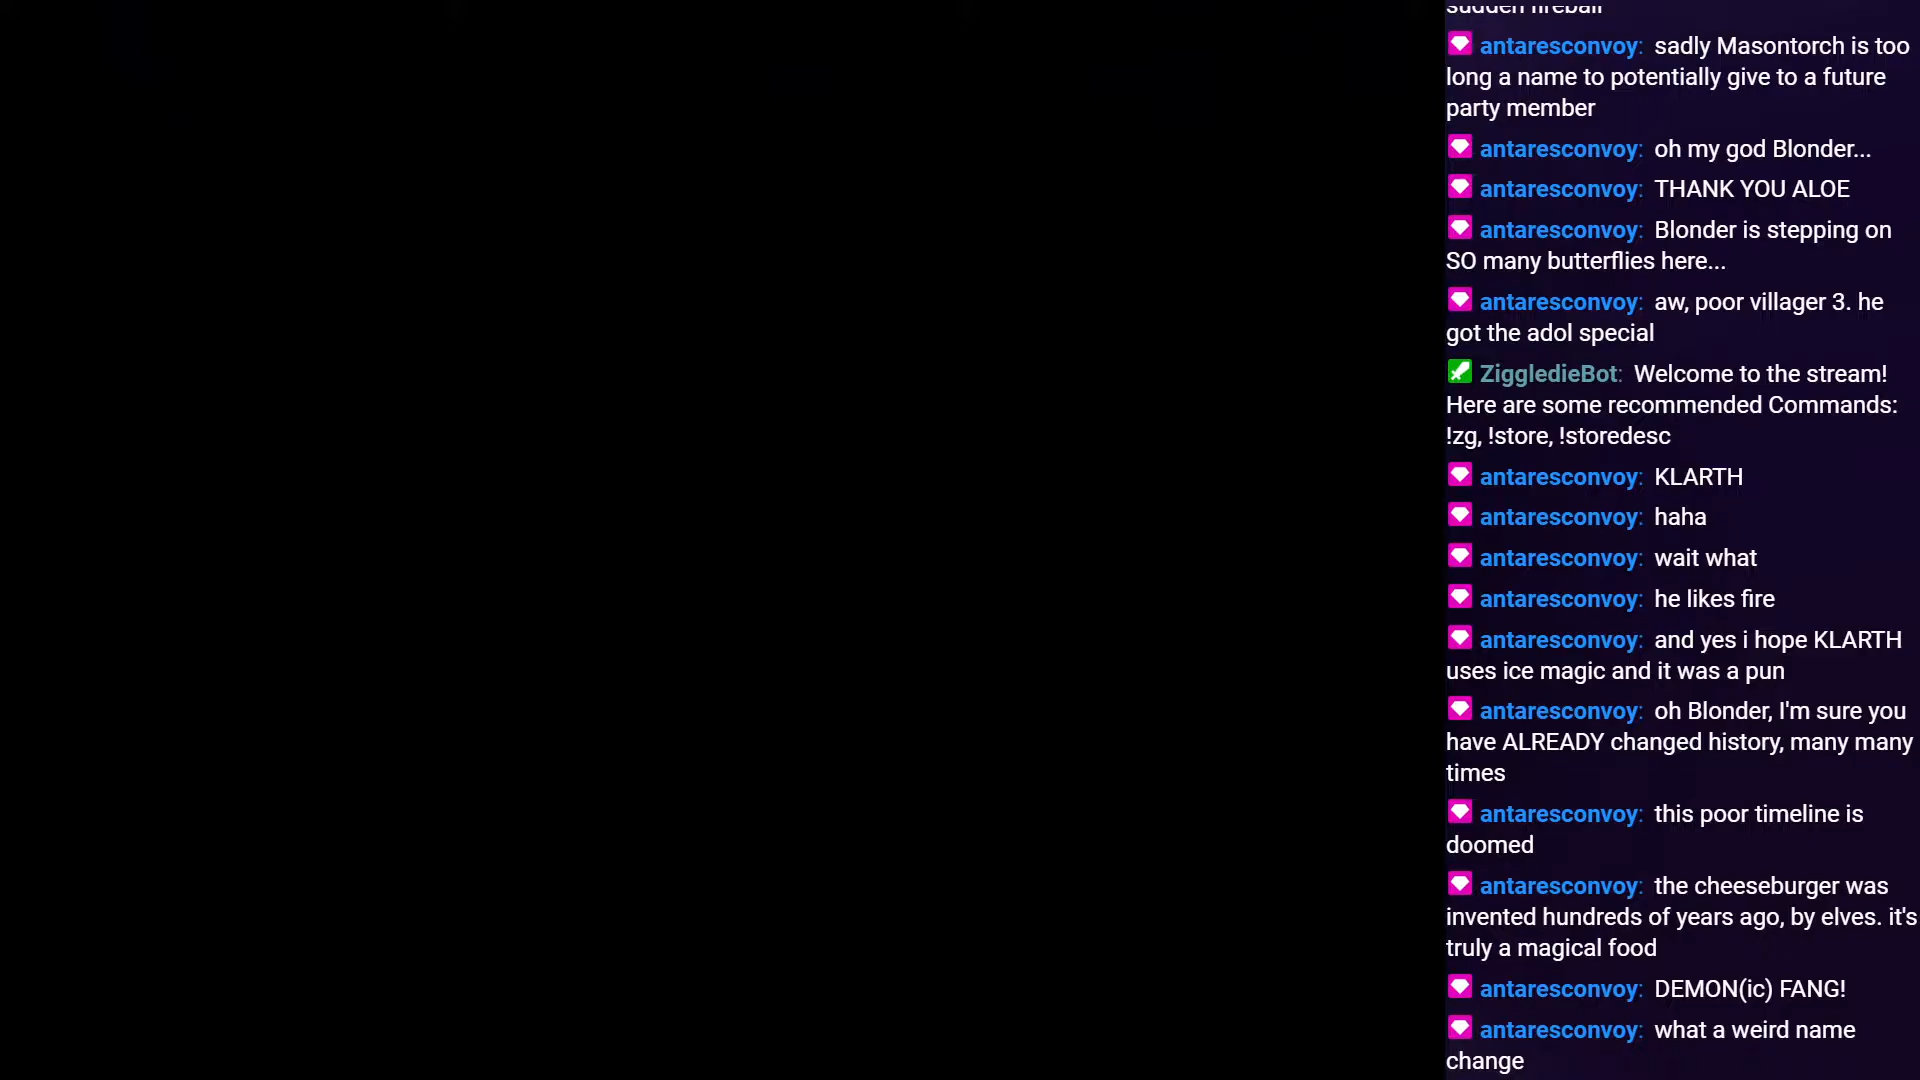 sudden fireball
antaresconvoy: sadly Masontorch is too
long a name to potentially give to a future
party member
antaresconvoy: oh my god Blonder...
antaresconvoy: THANK YOU ALOE
antaresconvoy: Blonder is stepping on
SO many butterflies here...
antaresconvoy: aw, poor villager 3. he
got the adol special
ZiggledieBot: Welcome to the stream!
Here are some recommended Commands:
!zg, !store, !storedesc
antaresconvoy: KLARTH
antaresconvoy: haha
antaresconvoy: wait what
antaresconvoy: he likes fire
antaresconvoy: and yes i hope KLARTH
uses ice magic and it was a pun
antaresconvoy: oh Blonder, I'm sure you
have ALREADY changed history, many many
times
antaresconvoy: this poor timeline is
doomed
antaresconvoy: the cheeseburger was
invented hundreds of years ago, by elves. it's
truly a magical food
antaresconvoy: DEMON(ic) FANG!
antaresconvoy: what a weird name
change